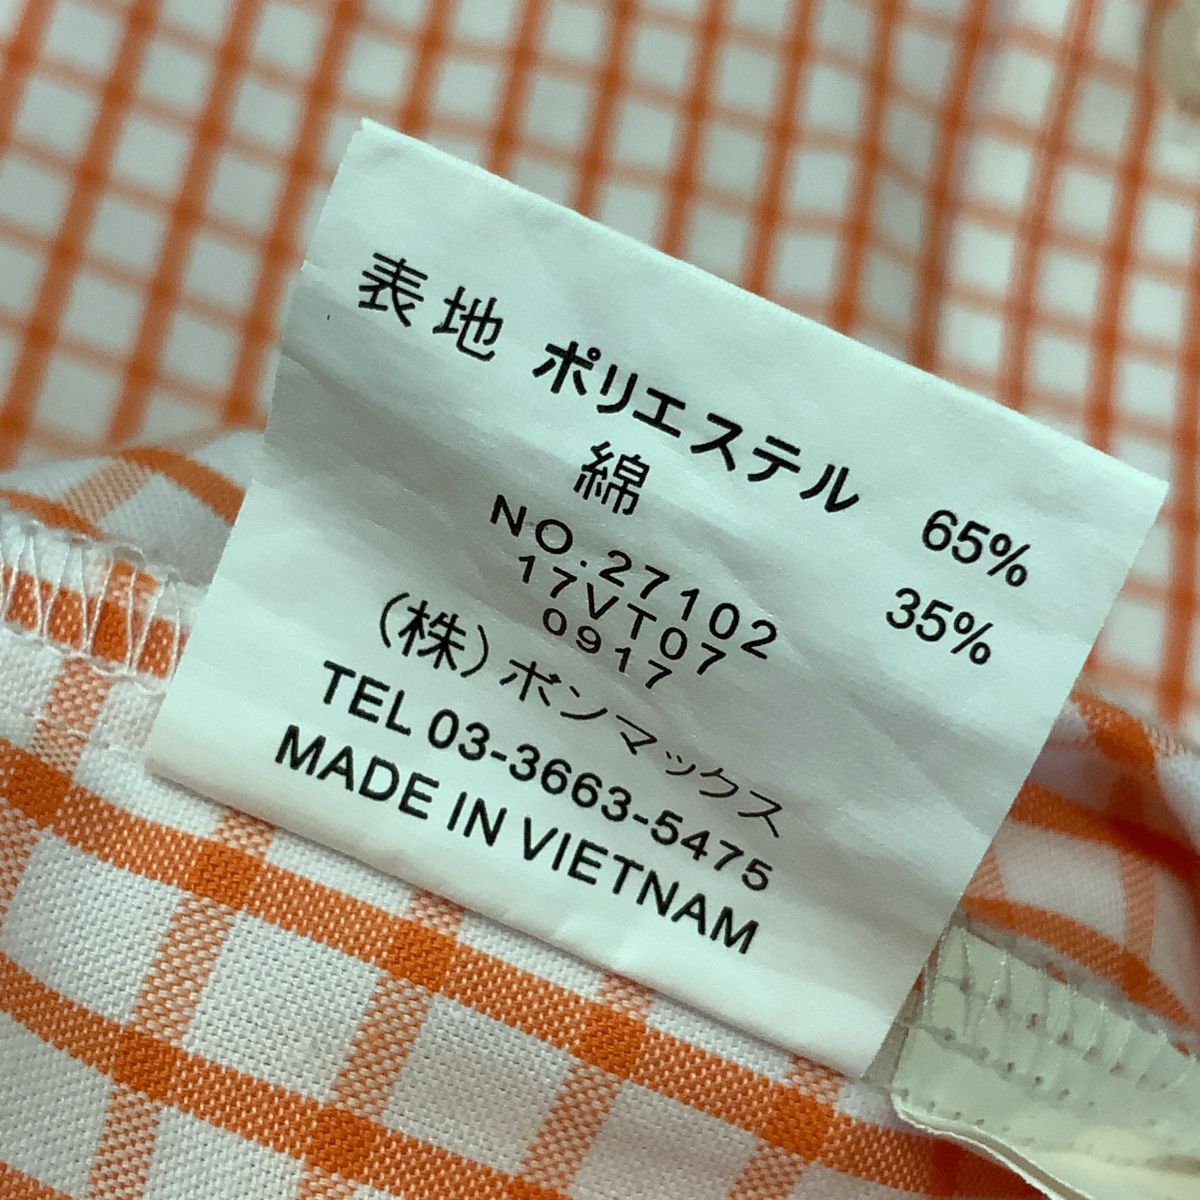 表地 ポリエステル 65%
綿 35%
NO.27102
17VT07
0917
(株)ボンマックス
TEL 03-3663-5475
MADE IN VIETNAM